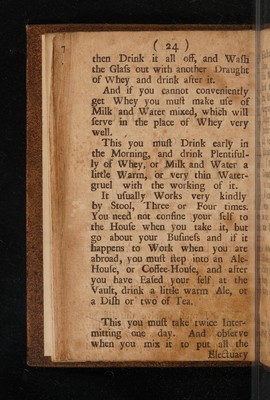 ( 24 )
then Drink it all off, and Waſh
the Glaſs out with another Draught
of Whey and drink after it.
And if you cannot conveniently
get Whey you muſt make uſe of
Milk and Water mixed, which will
ſerve in the place of Whey very
well.
This you muſt Drink early in
the Morning, and drink Plentiful-
ly of Whey, or Milk and Water a
little Warm, or very thin Water-
gruel with the working of it.
It uſually Works very kindly
by Stool, Three or Four times.
You need not confine your ſelf to
the Houſe when you take it, but
go about your Buſineſs and if it
happens to Work when you are
abroad, you muſt ſtep into an Ale-
Houſe, or Coffee-Houſe, and after
you have Eaſed your ſelf at the
Vault, drink a little warm Ale, or
a Diſh or two of Tea.
This you muſt take twice Inter-
mitting one day. And obſerve
when you mix it to put all the
Electuary